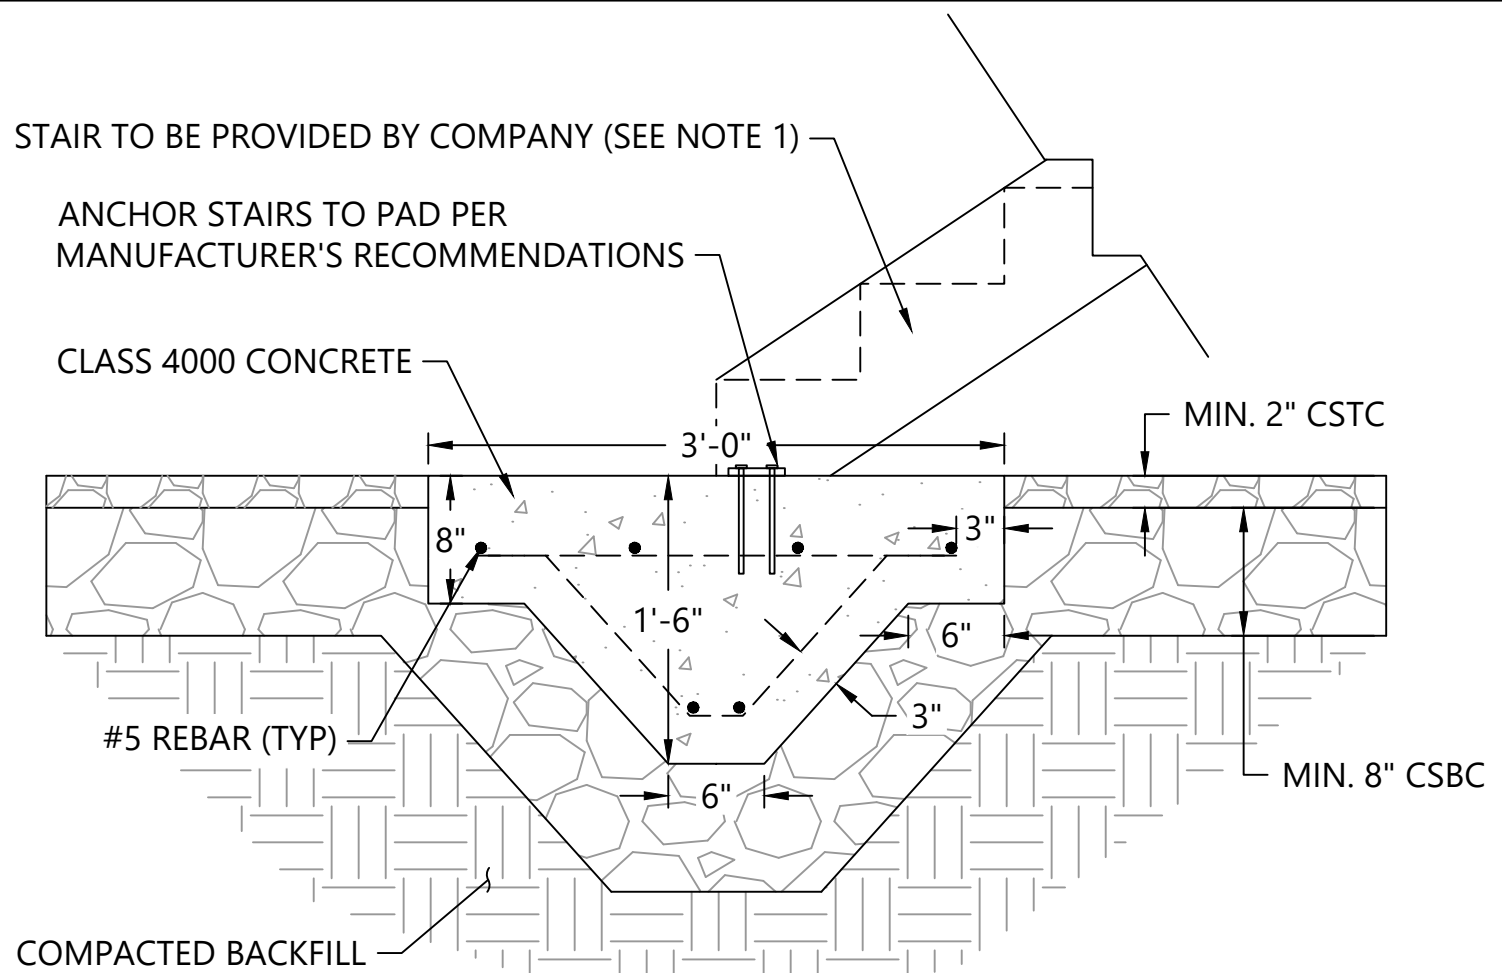 STAIR TO BE PROVIDED BY COMPANY (SEE NOTE 1)
ANCHOR STAIRS TO PAD PER
MANUFACTURER'S RECOMMENDATIONS
CLASS 4000 CONCRETE
MIN. 2" CSTC
3'-0"
3"
8"
1'-6"
6"
3"
#5 REBAR (TYP)
MIN. 8" CSBC
6"
COMPACTED BACKFILL